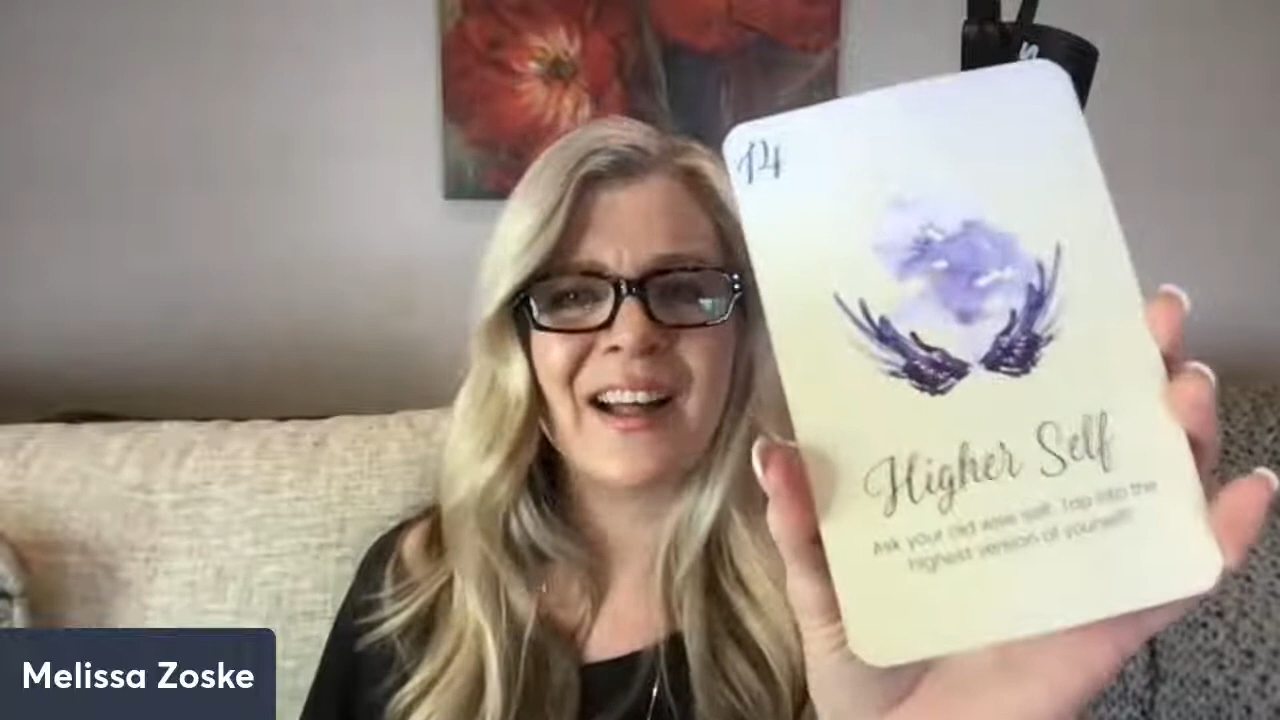 14
Higher Self
Ask your old wise self. Tap into the
highest version of yourself!
Melissa Zoske